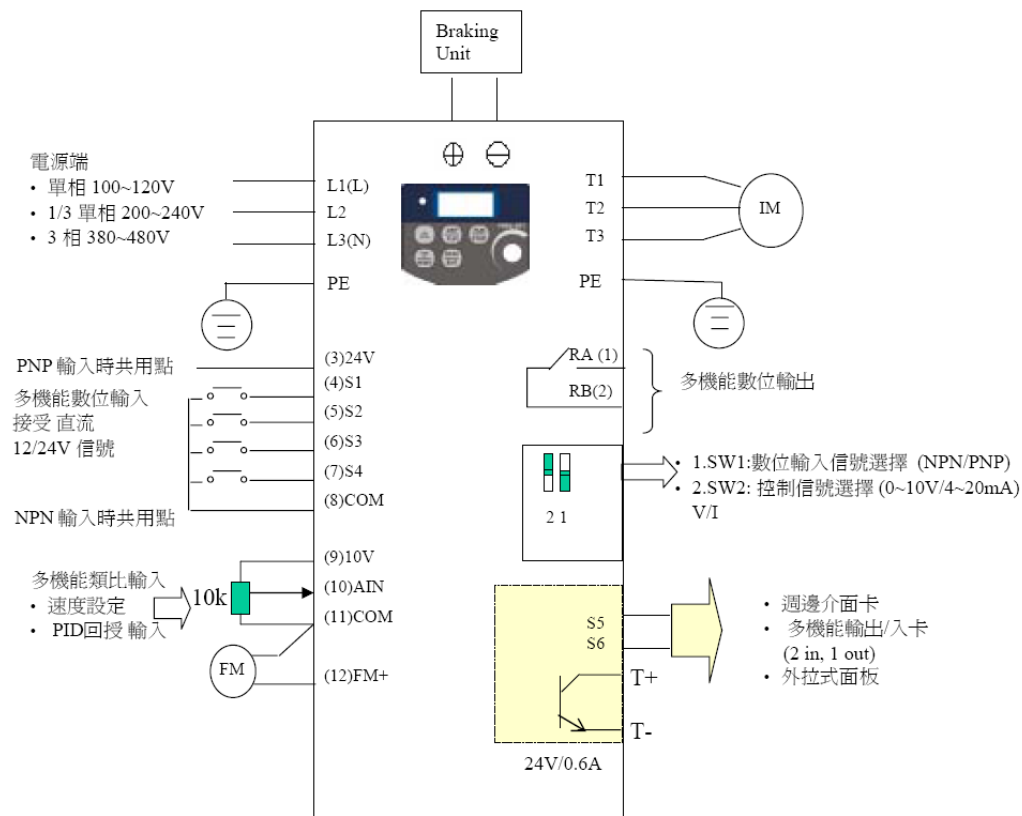 Braking
Unit
電源端
• 單相 100~120V
• 1/3 單相 200~240V
• 3 相 380~480V
L1(L)
L2
L3(N)
PE
T1
T2
T3
IM
PE
PNP 輸入時共用點
多機能數位輸入
接受 直流
12/24V 信號
NPN 輸入時共用點
(3)24V
(4)S1
(5)S2
(6)S3
(7)S4
(8)COM
RA (1)
RB(2)
多機能數位輸出
2 1
• 1.SW1:數位輸入信號選擇 (NPN/PNP)
• 2.SW2: 控制信號選擇 (0~10V/4~20mA)
V/I
多機能類比輸入
• 速度設定
• PID回授 輸入
10k
(9)10V
(10)AIN
(11)COM
(12)FM+
FM
S5
S6
T+
T-
24V/0.6A
• 週邊介面卡
• 多機能輸出/入卡
(2 in, 1 out)
• 外拉式面板